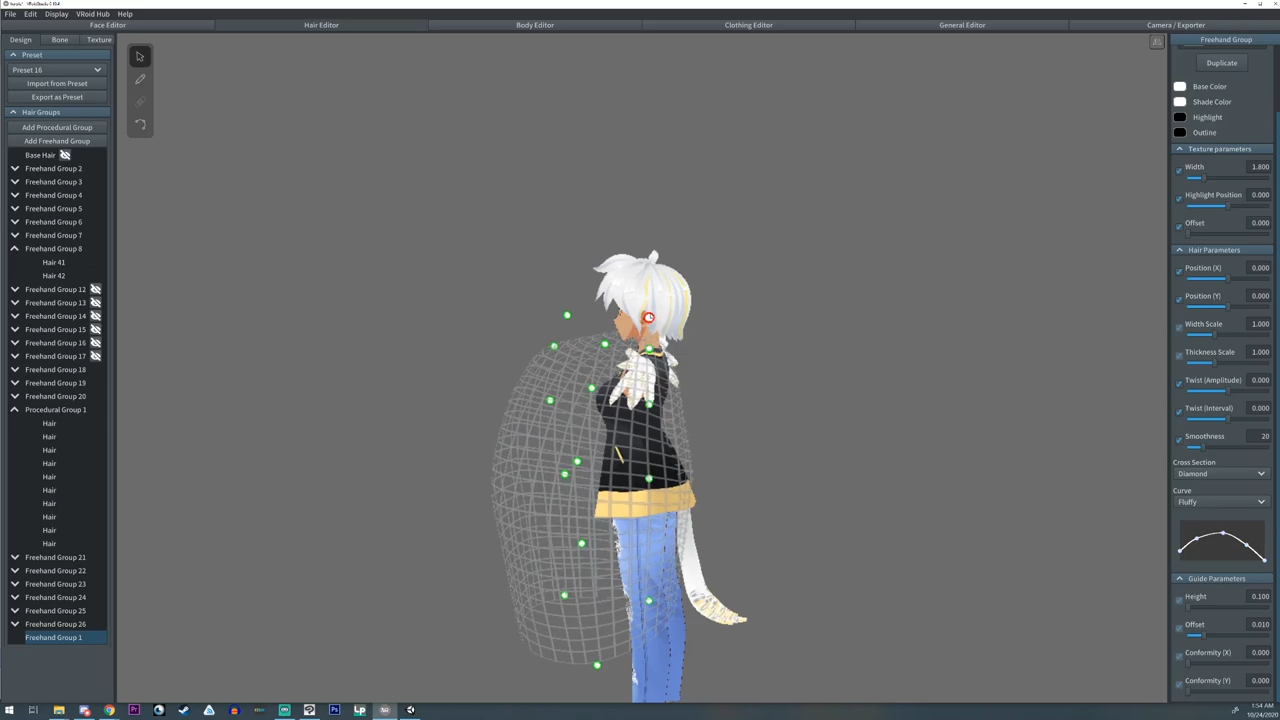 File Edit Display VRoid Hub Help
Face Editor Hair Editor Body Editor Clothing Editor General Editor Camera / Exporter
Design Bone Texture
Preset
Preset 16
Import from Preset
Export as Preset
Hair Groups
Add Procedural Group
Add Freehand Group
Base Hair
Freehand Group 2
Freehand Group 3
Freehand Group 4
Freehand Group 5
Freehand Group 6
Freehand Group 7
Freehand Group 8
Hair 41
Hair 42
Freehand Group 12
Freehand Group 13
Freehand Group 14
Freehand Group 15
Freehand Group 16
Freehand Group 17
Freehand Group 18
Freehand Group 19
Freehand Group 20
Procedural Group 1
Hair
Hair
Hair
Hair
Hair
Hair
Hair
Hair
Hair
Hair
Freehand Group 21
Freehand Group 22
Freehand Group 23
Freehand Group 24
Freehand Group 25
Freehand Group 26
Freehand Group 1
Freehand Group
Duplicate
Base Color
Shade Color
Highlight
Outline
Texture parameters
Width 1.800
Highlight Position 0.000
Offset 0.000
Hair Parameters
Position (X) 0.000
Position (Y) 0.000
Width Scale 1.000
Thickness Scale 1.000
Twist (Amplitude) 0.000
Twist (Interval) 0.000
Smoothness 20
Cross Section
Diamond
Curve
Fluffy
Guide Parameters
Height 0.100
Offset 0.010
Conformity (X) 0.000
Conformity (Y) 0.000
Pr Ps
1:54 AM
10/24/2020